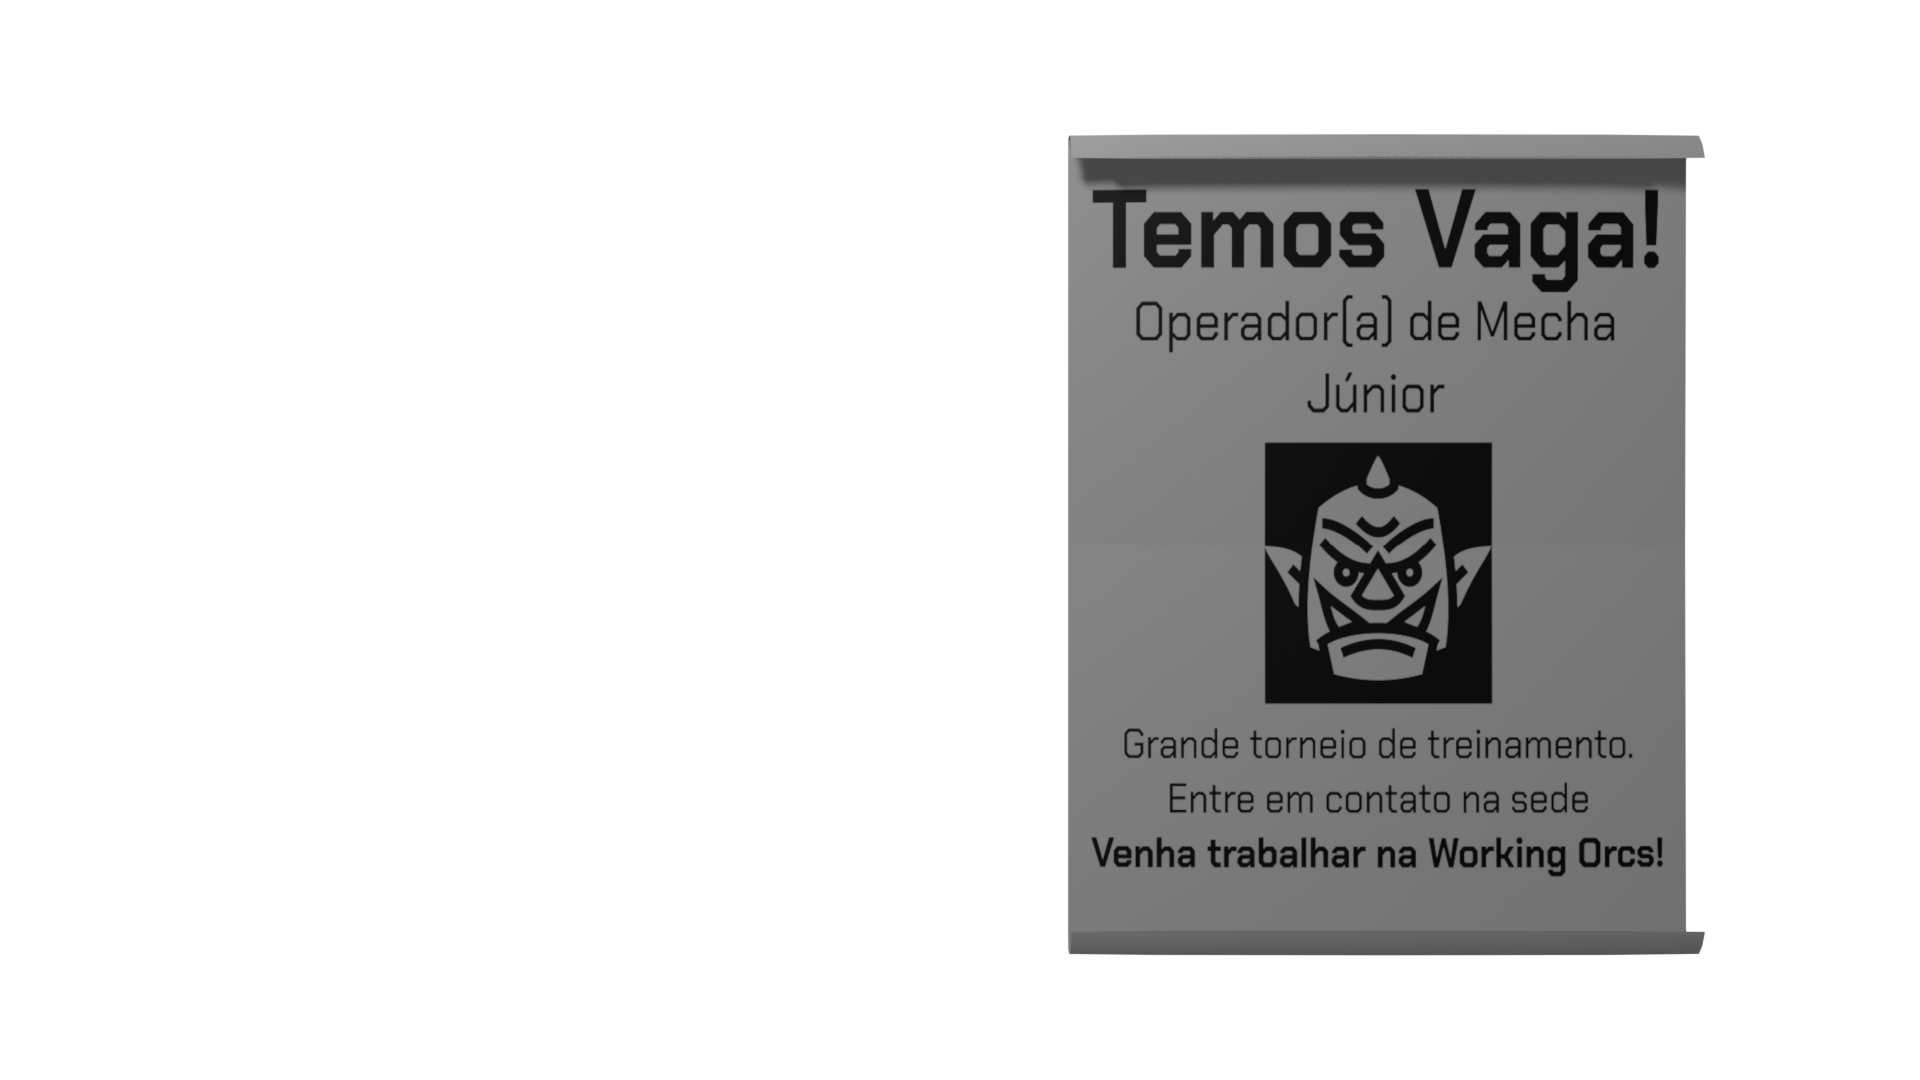 Temos Vaga!
Operador(a) de Mecha
Júnior
Grande torneio de treinamento.
Entre em contato na sede
Venha trabalhar na Working Orcs!